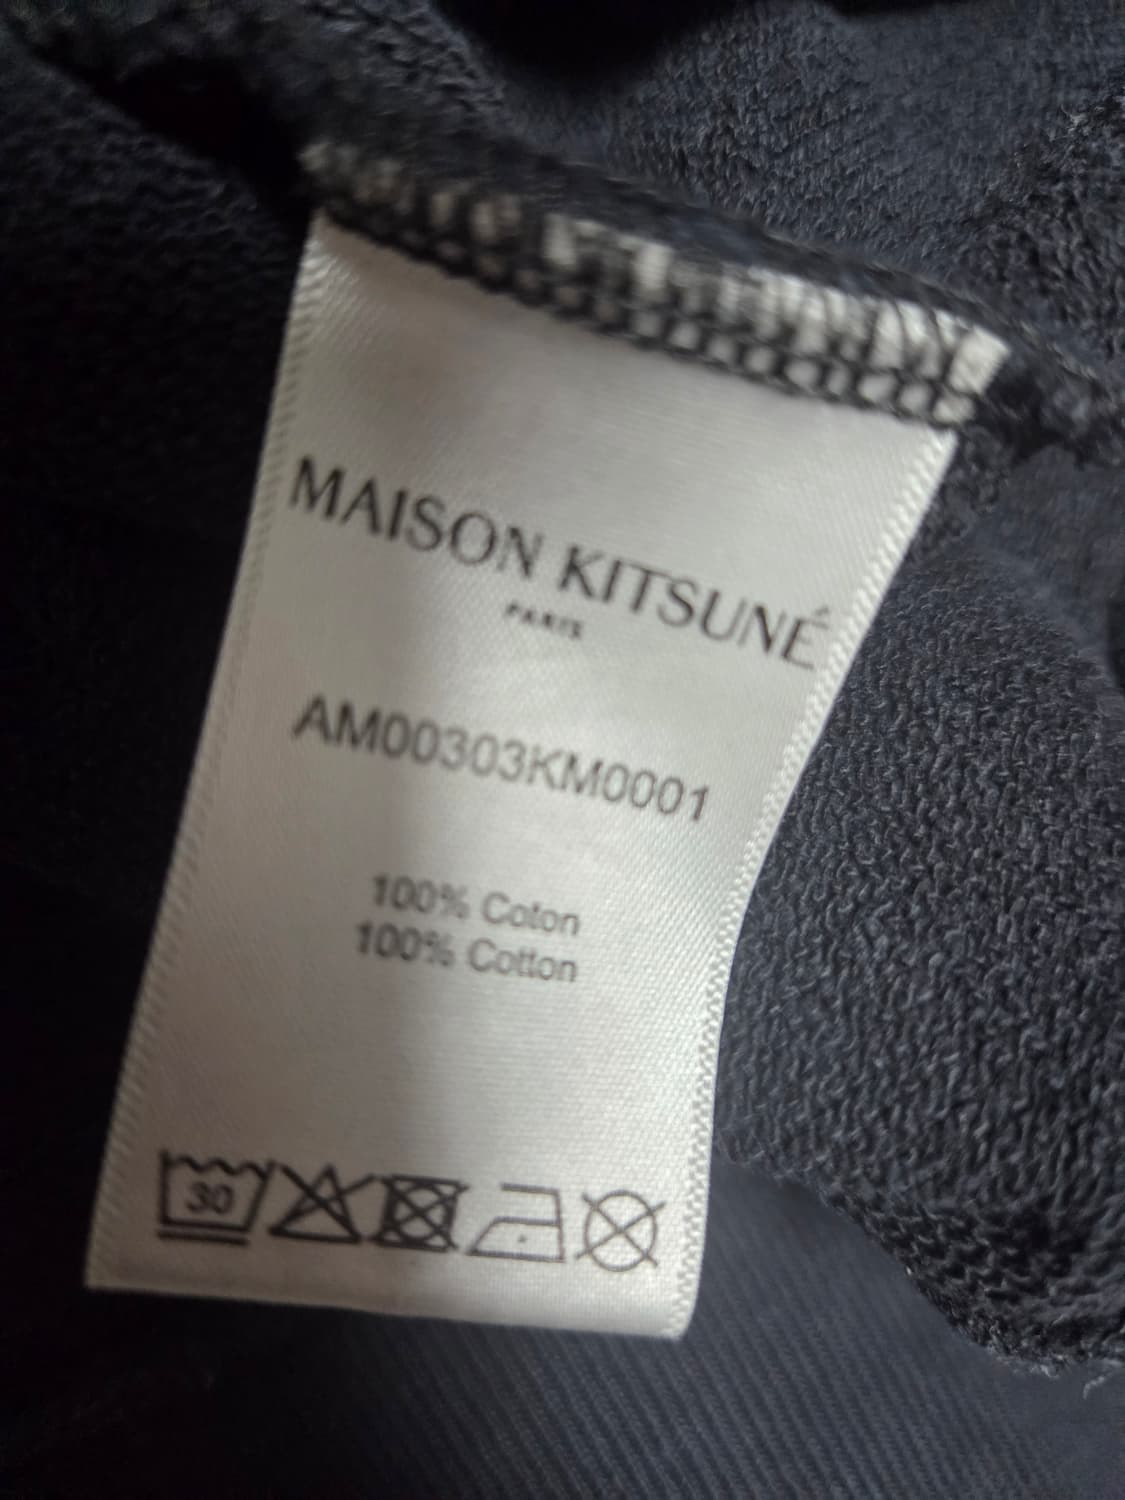 MAISON KITSUNÉ
PARIS
AM00303KM0001
100% Coton
100% Cotton
30